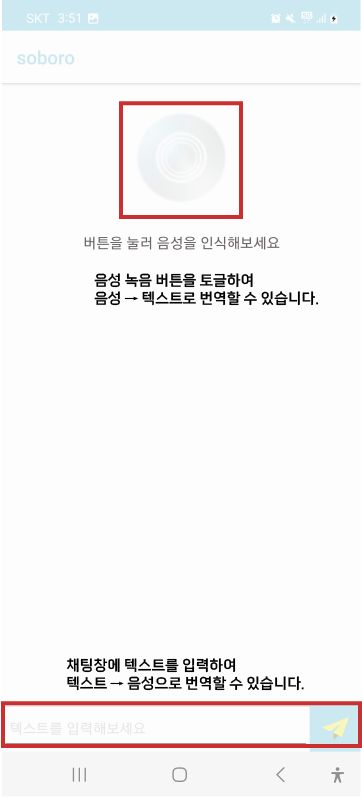 SKT 3:51
soboro
버튼을 눌러 음성을 인식해보세요
음성 녹음 버튼을 토글하여
음성 → 텍스트로 번역할 수 있습니다.
채팅창에 텍스트를 입력하여
텍스트 → 음성으로 번역할 수 있습니다.
텍스트를 입력해보세요